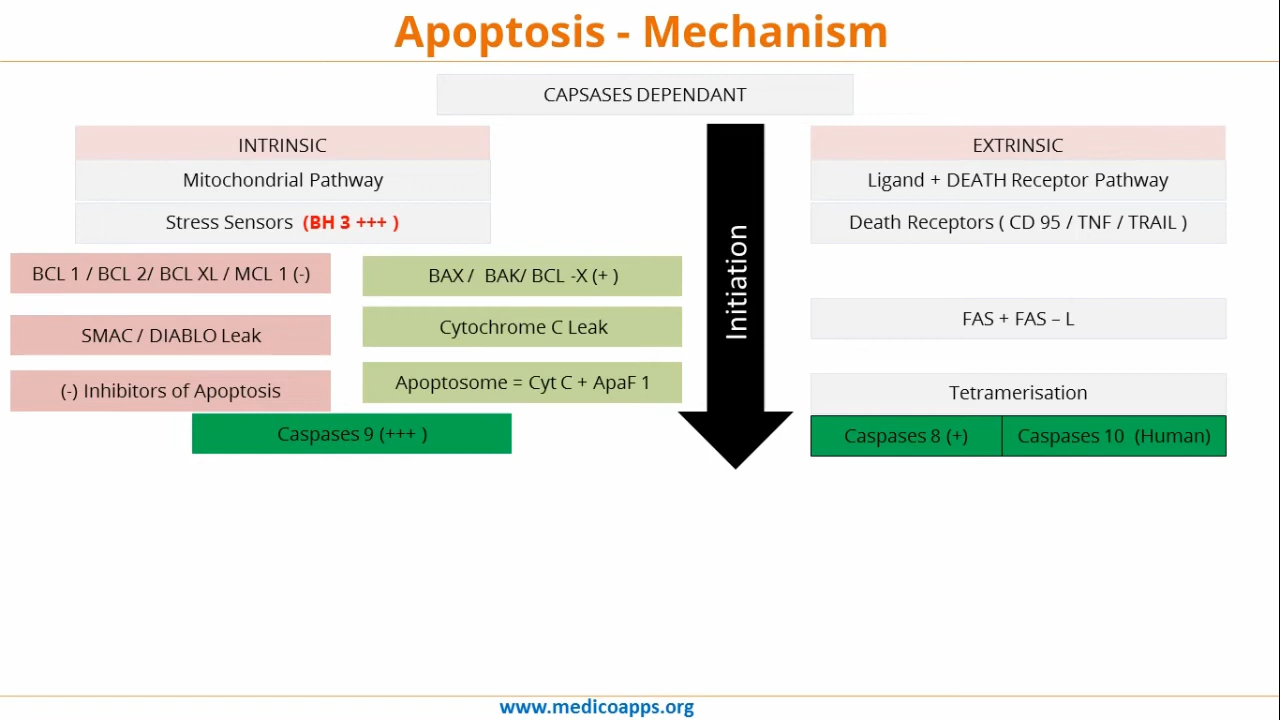 Apoptosis - Mechanism
CAPSASES DEPENDANT
INTRINSIC
Mitochondrial Pathway
Stress Sensors (BH 3 +++ )
BCL 1 / BCL 2/ BCL XL / MCL 1 (-)
SMAC / DIABLO Leak
(-) Inhibitors of Apoptosis
BAX / BAK/ BCL -X (+ )
Cytochrome C Leak
Apoptosome = Cyt C + ApaF 1
Caspases 9 (+++ )
Initiation
EXTRINSIC
Ligand + DEATH Receptor Pathway
Death Receptors ( CD 95 / TNF / TRAIL )
FAS + FAS – L
Tetramerisation
Caspases 8 (+)
Caspases 10 (Human)
www.medicoapps.org